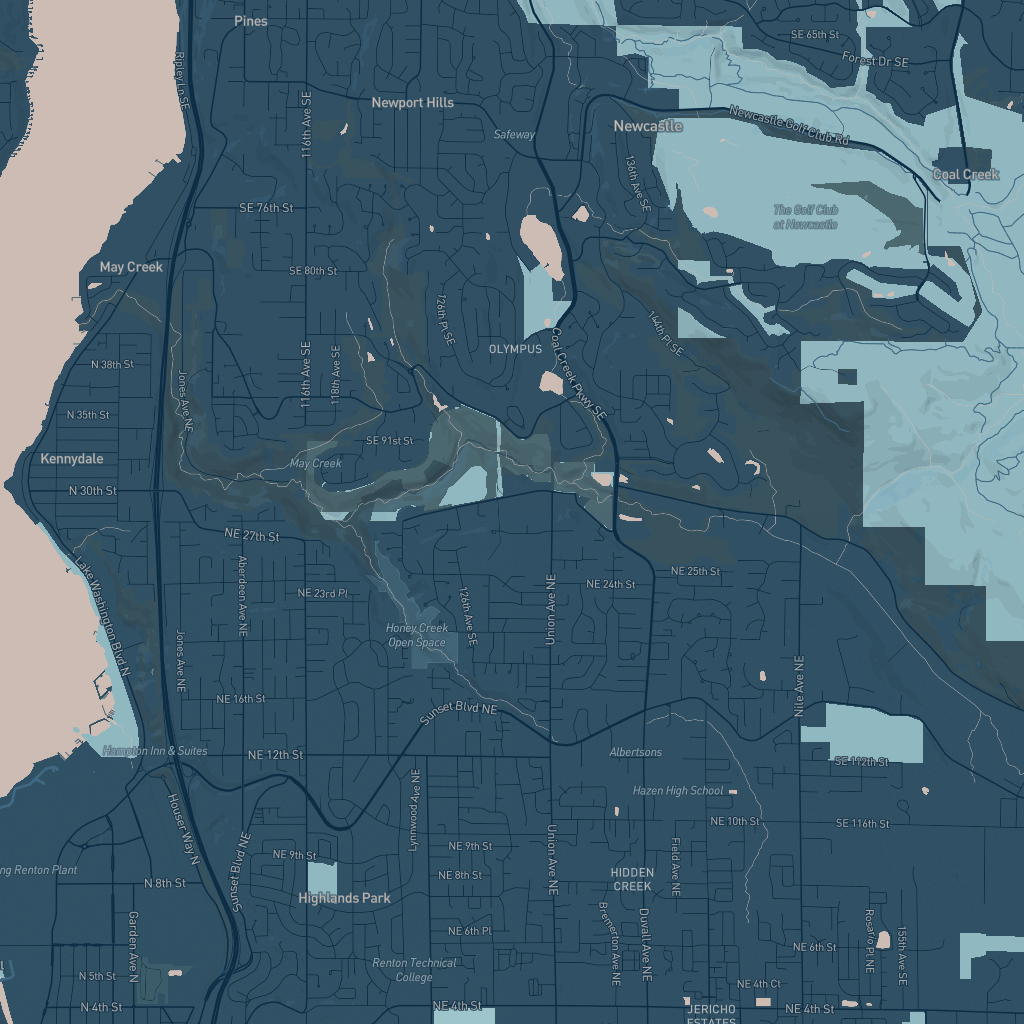 Pines
SE 65th St
Ripley Ln SE
Forest Dr SE
Newport Hills
116th Ave SE
Safeway
Newcastle
Newcastle Golf Club Rd
136th Ave SE
Coal Creek
SE 76th St
The Golf Club
at Newcastle
May Creek
SE 80th St
126th Pl SE
144th Pl SE
OLYMPUS
Coal Creek Pkwy SE
N 38th St
116th Ave SE
118th Ave SE
Jones Ave NE
N 35th St
SE 91st St
Kennydale
May Creek
N 30th St
NE 27th St
Lake Washington Blvd N
Aberdeen Ave NE
NE 25th St
NE 24th St
NE 23rd Pl
126th Ave SE
Union Ave NE
Honey Creek
Open Space
Jones Ave NE
Nile Ave NE
NE 16th St
Sunset Blvd NE
Hampton Inn & Suites
NE 12th St
Albertsons
SE 112th St
Lynnwood Ave NE
Hazen High School
Houser Way N
NE 10th St
SE 116th St
Sunset Blvd NE
NE 9th St
NE 9th St
Union Ave NE
Field Ave NE
ng Renton Plant
N 8th St
NE 8th St
HIDDEN
CREEK
Highlands Park
Garden Ave N
NE 6th Pl
Bremerton Ave NE
Duvall Ave NE
NE 6th St
Rosario Pl NE
155th Ave SE
Renton Technical
College
N 5th St
NE 4th Ct
N 4th St
NE 4th St
JERICHO
ESTATES
NE 4th St